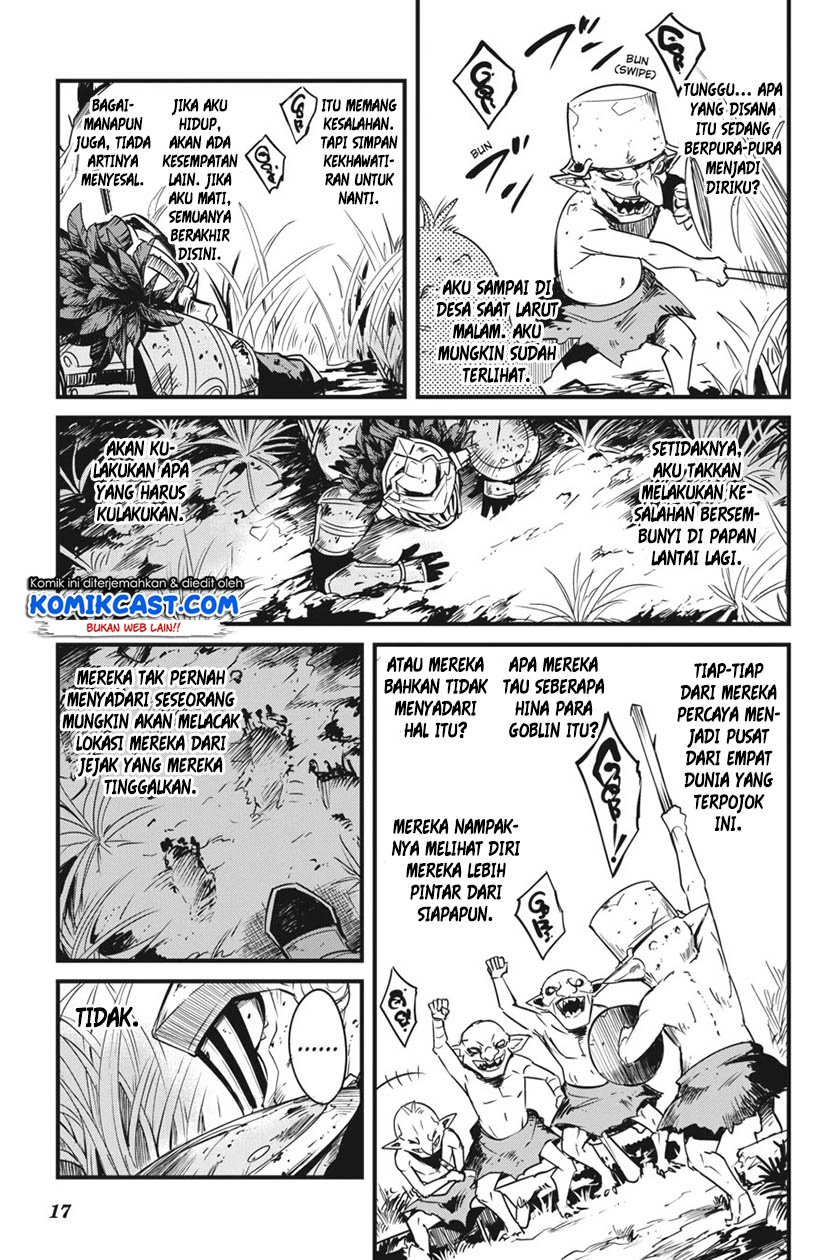 TUNGGU... APA
YANG DISANA
ITU SEDANG
BERPURA-PURA
MENJADI
DIRIKU?
BUN
(SWIPE)
BUN
AKU SAMPAI DI
DESA SAAT LARUT
MALAM. AKU
MUNGKIN SUDAH
TERLIHAT.
ITU MEMANG
KESALAHAN.
TAPI SIMPAN
KEKHAWATI-
RAN UNTUK
NANTI.
JIKA AKU
HIDUP,
AKAN ADA
KESEMPATAN
LAIN. JIKA
AKU MATI,
SEMUANYA
BERAKHIR
DISINI.
BAGAI-
MANAPUN
JUGA, TIADA
ARTINYA
MENYESAL.
SETIDAKNYA,
AKU TAKKAN
MELAKUKAN KE-
SALAHAN BERSEM-
BUNYI DI PAPAN
LANTAI LAGI.
AKAN KU-
LAKUKAN APA
YANG HARUS
KULAKUKAN.
Komik ini diterjemahkan & diedit oleh
KOMIKCAST.COM
BUKAN WEB LAIN!!
TIAP-TIAP
DARI MEREKA
PERCAYA MEN-
JADI PUSAT
DARI EMPAT
DUNIA YANG
TERPOJOK
INI.
APA MEREKA
TAU SEBERAPA
HINA PARA
GOBLIN ITU?
ATAU MEREKA
BAHKAN TIDAK
MENYADARI
HAL ITU?
MEREKA NAMPAK-
NYA MELIHAT DIRI
MEREKA LEBIH
PINTAR DARI
SIAPAPUN.
MEREKA TAK PERNAH
MENYADARI SESEORANG
MUNGKIN AKAN MELACAK
LOKASI MEREKA DARI
JEJAK YANG MEREKA
TINGGALKAN.
......
TIDAK.
17